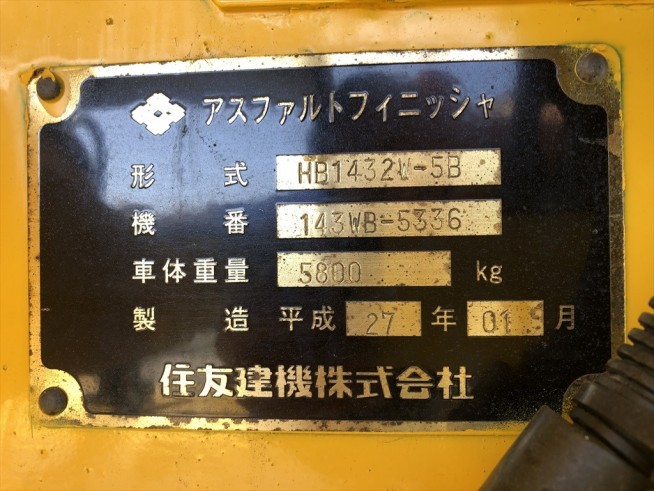 アスファルトフィニッシャ
形式 HB1432W-5B
機番 143WB-5336
車体重量 5800 kg
製造 平成 27 年 01 月
住友建機株式会社